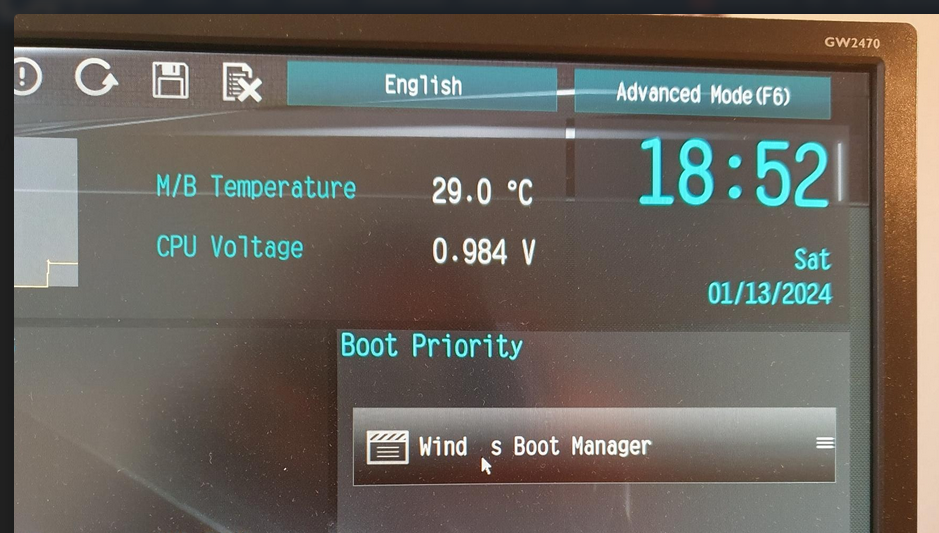 GW2470
English
Advanced Mode(F6)
18:52
M/B Temperature
29.0 °C
CPU Voltage
0.984 V
Sat
01/13/2024
Boot Priority
Wind s Boot Manager